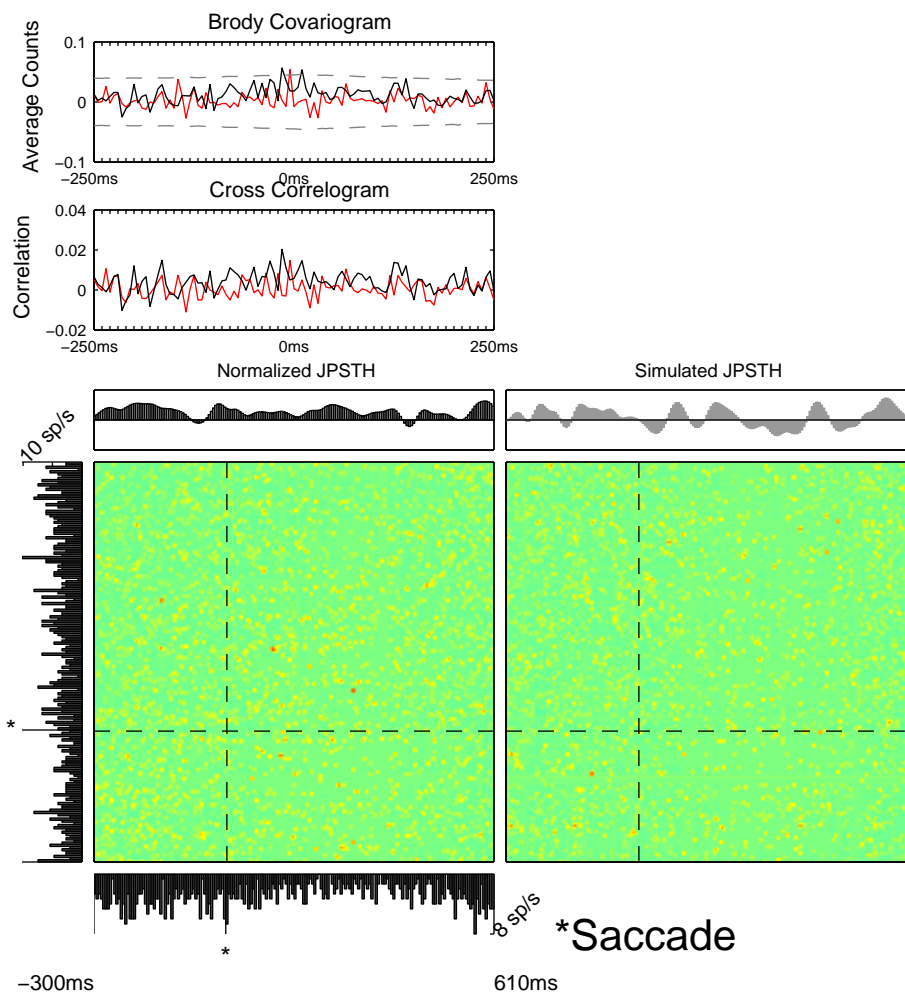 Brody Covariogram
0.1
0
−0.1
Average Counts
−250ms
0ms
250ms
Cross Correlogram
0.04
0.02
0
−0.02
Correlation
−250ms
0ms
250ms
Normalized JPSTH
Simulated JPSTH
10 sp/s
*
8 sp/s
*
*Saccade
−300ms
610ms